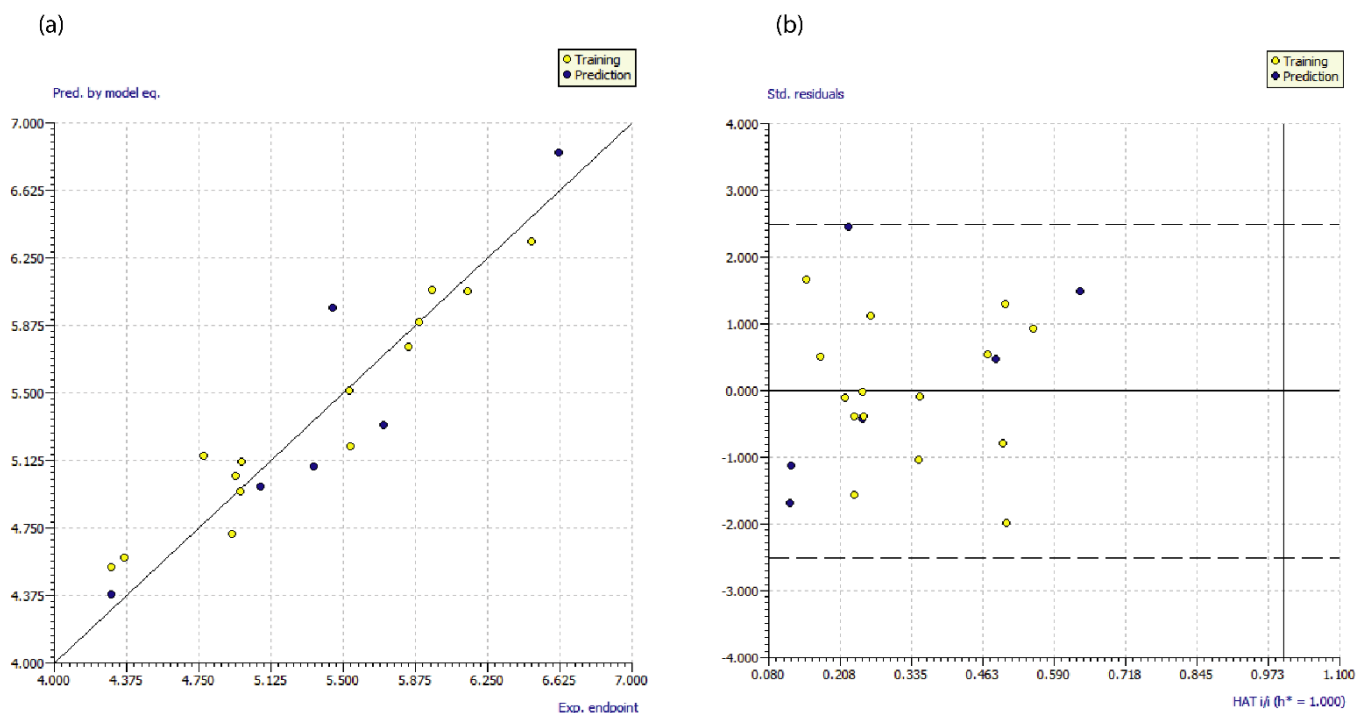 (a)
Training
Prediction
Pred. by model eq.
7.000
6.625
6.250
5.875
5.500
5.125
4.750
4.375
4.000
4.000 4.375 4.750 5.125 5.500 5.875 6.250 6.625 7.000
Exp. endpoint
(b)
Training
Prediction
Std. residuals
4.000
3.000
2.000
1.000
0.000
-1.000
-2.000
-3.000
-4.000
0.080 0.208 0.335 0.463 0.590 0.718 0.845 0.973 1.100
HAT i/i (h* = 1.000)